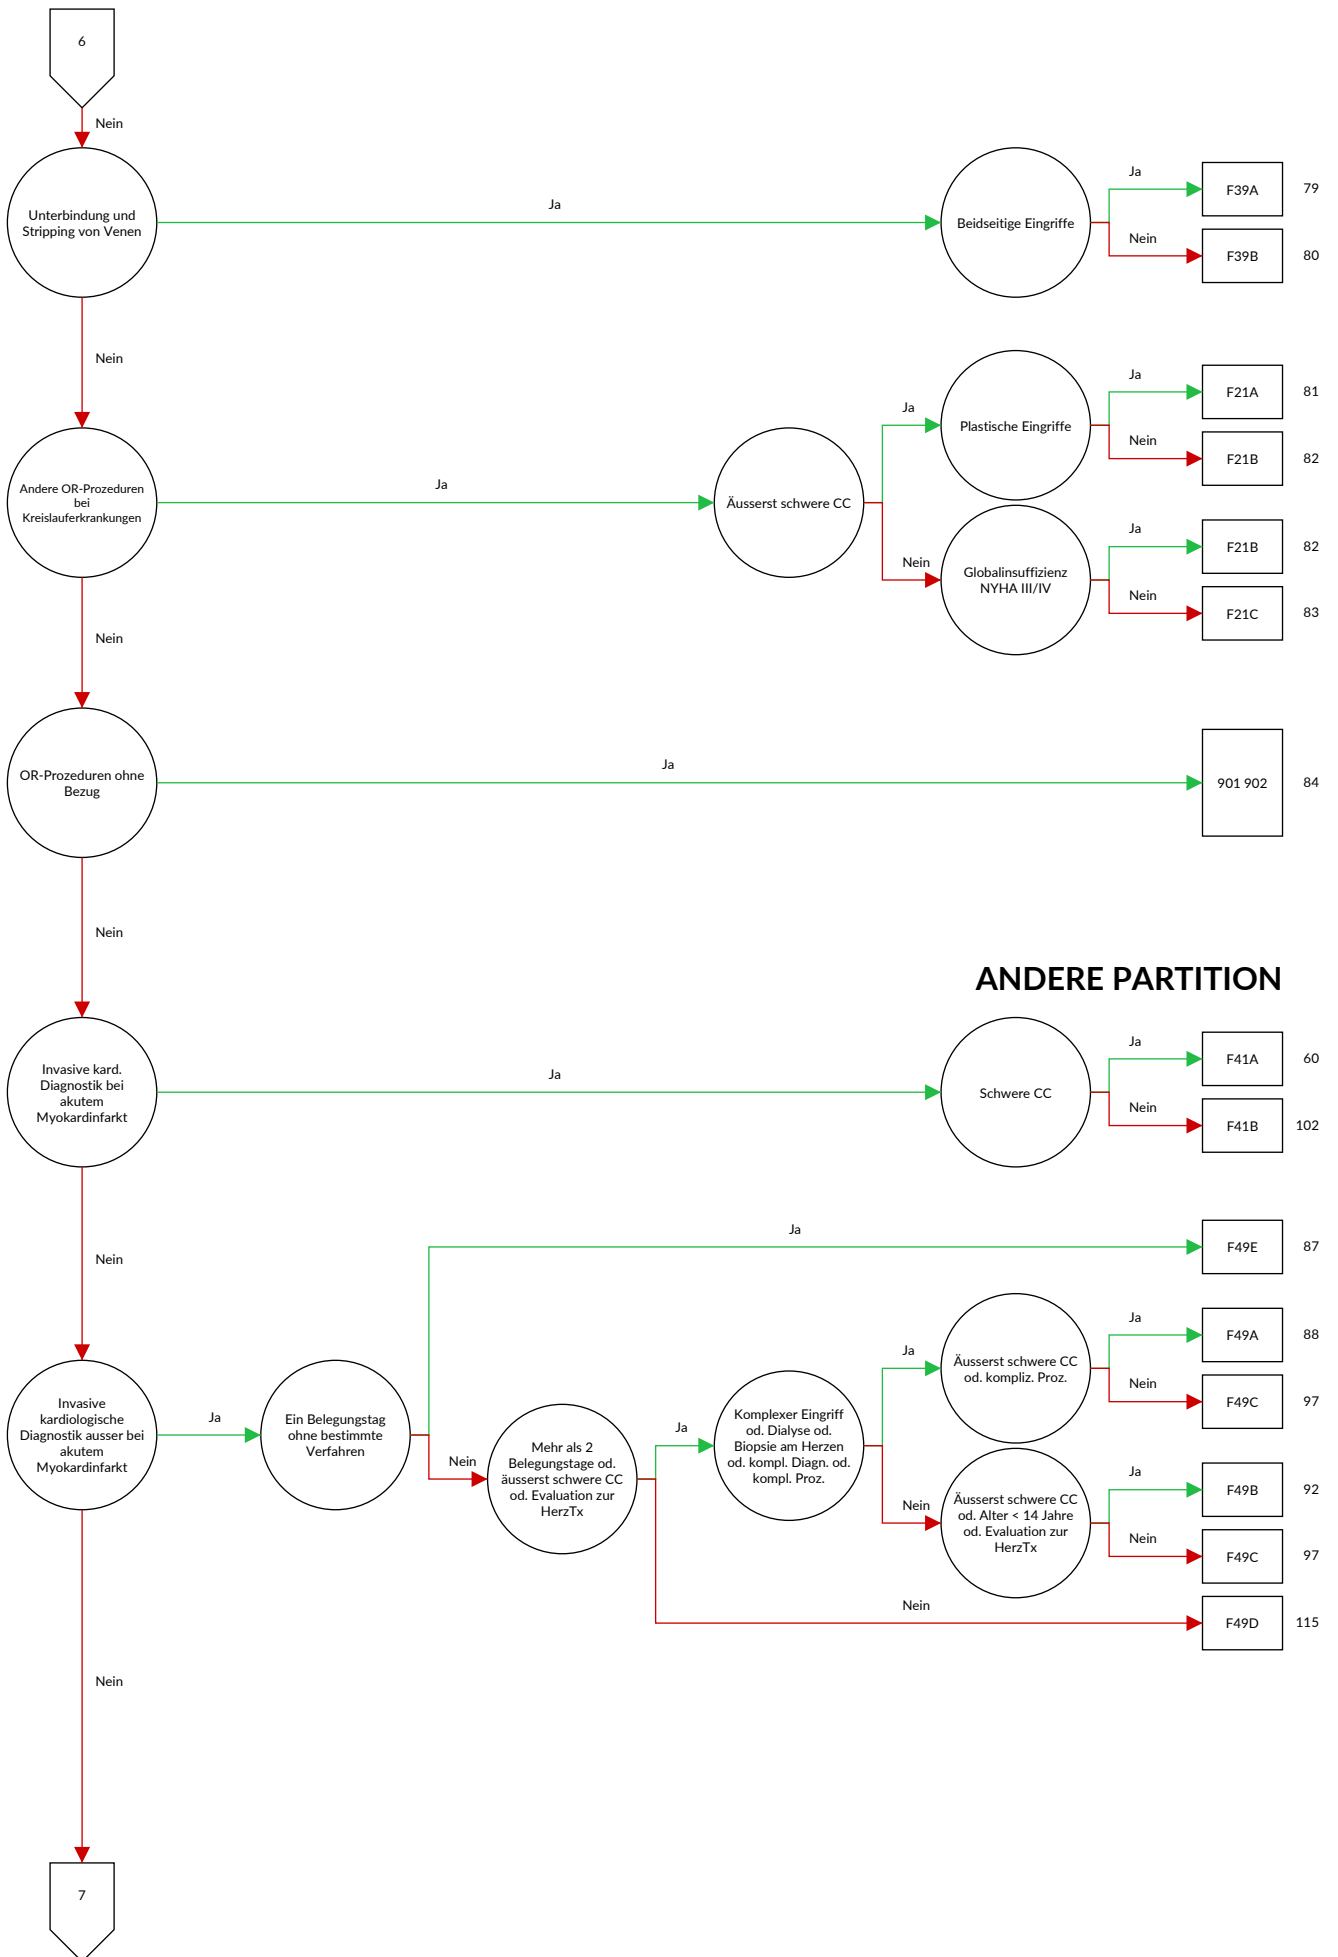 6
Nein
Unterbindung und
Stripping von Venen
Ja
Beidseitige Eingriffe
Ja
F39A
79
Nein
F39B
80
Nein
Andere OR-Prozeduren
bei
Kreislauferkrankungen
Ja
Äusserst schwere CC
Ja
Plastische Eingriffe
Ja
F21A
81
Nein
F21B
82
Nein
Globalinsuffizienz
NYHA III/IV
Ja
F21B
82
Nein
F21C
83
Nein
OR-Prozeduren ohne
Bezug
Ja
901 902
84
Nein
ANDERE PARTITION
Invasive kard.
Diagnostik bei
akutem
Myokardinfarkt
Ja
Schwere CC
Ja
F41A
60
Nein
F41B
102
Nein
Invasive
kardiologische
Diagnostik ausser bei
akutem
Myokardinfarkt
Ja
Ein Belegungstag
ohne bestimmte
Verfahren
Ja
F49E
87
Nein
Mehr als 2
Belegungstage od.
äusserst schwere CC
od. Evaluation zur
HerzTx
Ja
Komplexer Eingriff
od. Dialyse od.
Biopsie am Herzen
od. kompl. Diagn. od.
kompl. Proz.
Ja
Äusserst schwere CC
od. kompliz. Proz.
Ja
F49A
88
Nein
F49C
97
Nein
Äusserst schwere CC
od. Alter < 14 Jahre
od. Evaluation zur
HerzTx
Ja
F49B
92
Nein
F49C
97
Nein
F49D
115
Nein
7